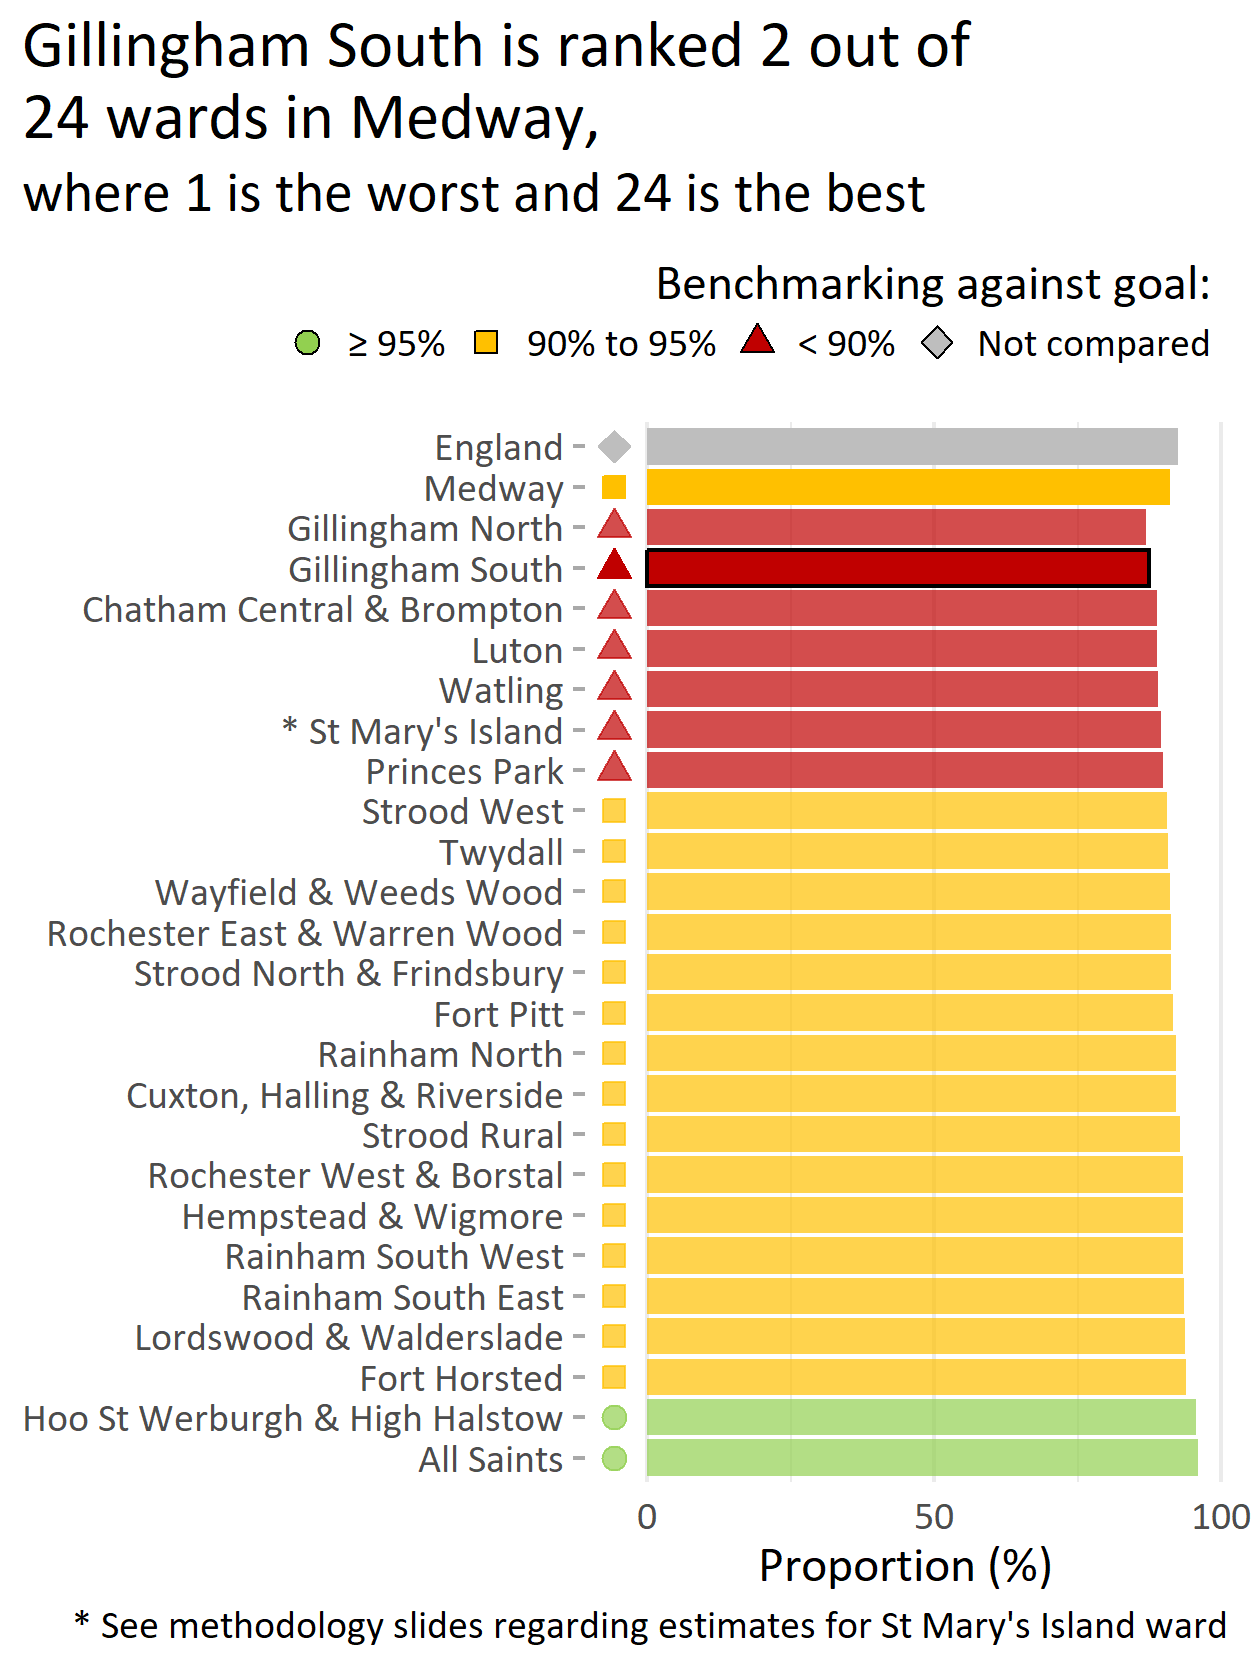 Gillingham South is ranked 2 out of
24 wards in Medway,
where 1 is the worst and 24 is the best
Benchmarking against goal:
≥ 95% 90% to 95% < 90% Not compared
England
Medway
Gillingham North
Gillingham South
Chatham Central & Brompton
Luton
Watling
* St Mary's Island
Princes Park
Strood West
Twydall
Wayfield & Weeds Wood
Rochester East & Warren Wood
Strood North & Frindsbury
Fort Pitt
Rainham North
Cuxton, Halling & Riverside
Strood Rural
Rochester West & Borstal
Hempstead & Wigmore
Rainham South West
Rainham South East
Lordswood & Walderslade
Fort Horsted
Hoo St Werburgh & High Halstow
All Saints
0 50 100
Proportion (%)
* See methodology slides regarding estimates for St Mary's Island ward